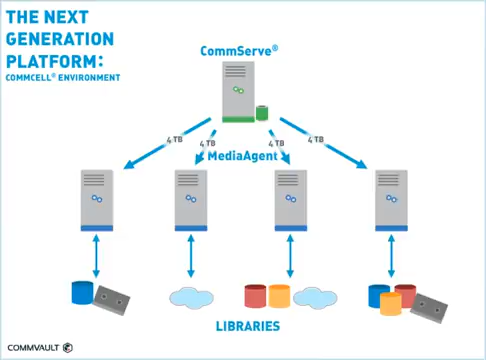 THE NEXT
GENERATION
PLATFORM:
COMMCELL® ENVIRONMENT
CommServe®
4 TB
4 TB
4 TB
4 TB
MediaAgent
LIBRARIES
COMMVAULT